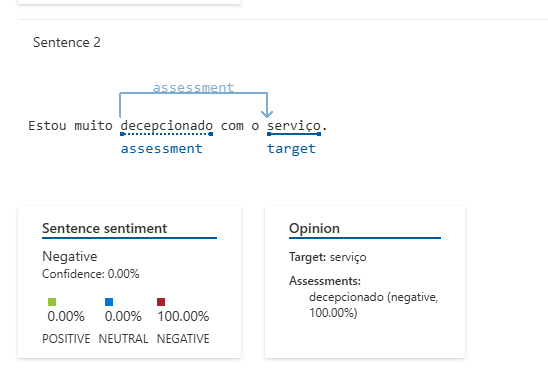 Sentence 2
assessment
Estou muito decepcionado com o serviço.
assessment target
Sentence sentiment
Negative
Confidence: 0.00%
0.00% 0.00% 100.00%
POSITIVE NEUTRAL NEGATIVE
Opinion
Target: serviço
Assessments:
decepcionado (negative,
100.00%)